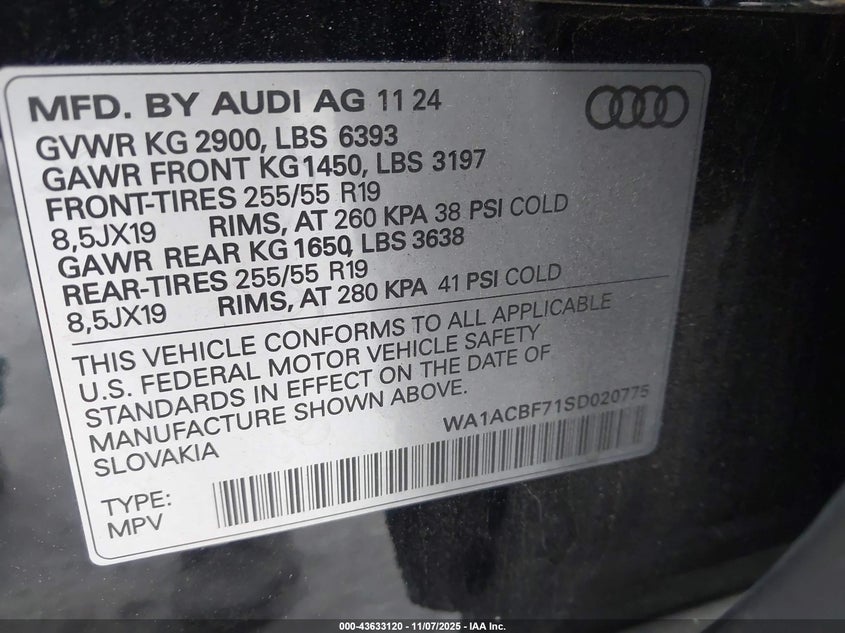 MFD. BY AUDI AG 11 24
GVWR KG 2900, LBS 6393
GAWR FRONT KG1450, LBS 3197
FRONT-TIRES 255/55 R19
8,5JX19 RIMS, AT 260 KPA 38 PSI COLD
GAWR REAR KG 1650, LBS 3638
REAR-TIRES 255/55 R19
8,5JX19 RIMS, AT 280 KPA 41 PSI COLD
THIS VEHICLE CONFORMS TO ALL APPLICABLE
U.S. FEDERAL MOTOR VEHICLE SAFETY
STANDARDS IN EFFECT ON THE DATE OF
MANUFACTURE SHOWN ABOVE.
SLOVAKIA
WA1ACBF71SD020775
TYPE:
MPV
000-43633120 - 11/07/2025 - IAA Inc.